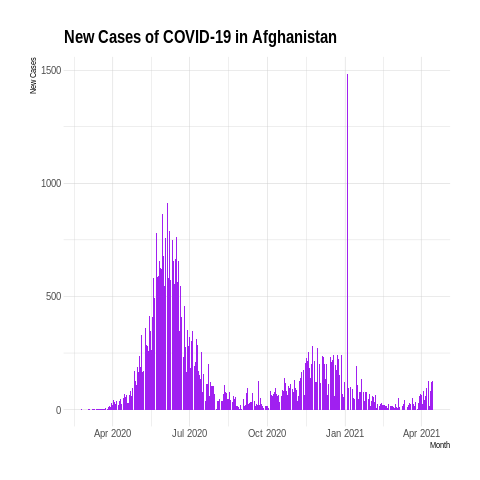 New Cases of COVID-19 in Afghanistan
New Cases
1500
1000
500
0
Apr 2020 Jul 2020 Oct 2020 Jan 2021 Apr 2021
Month